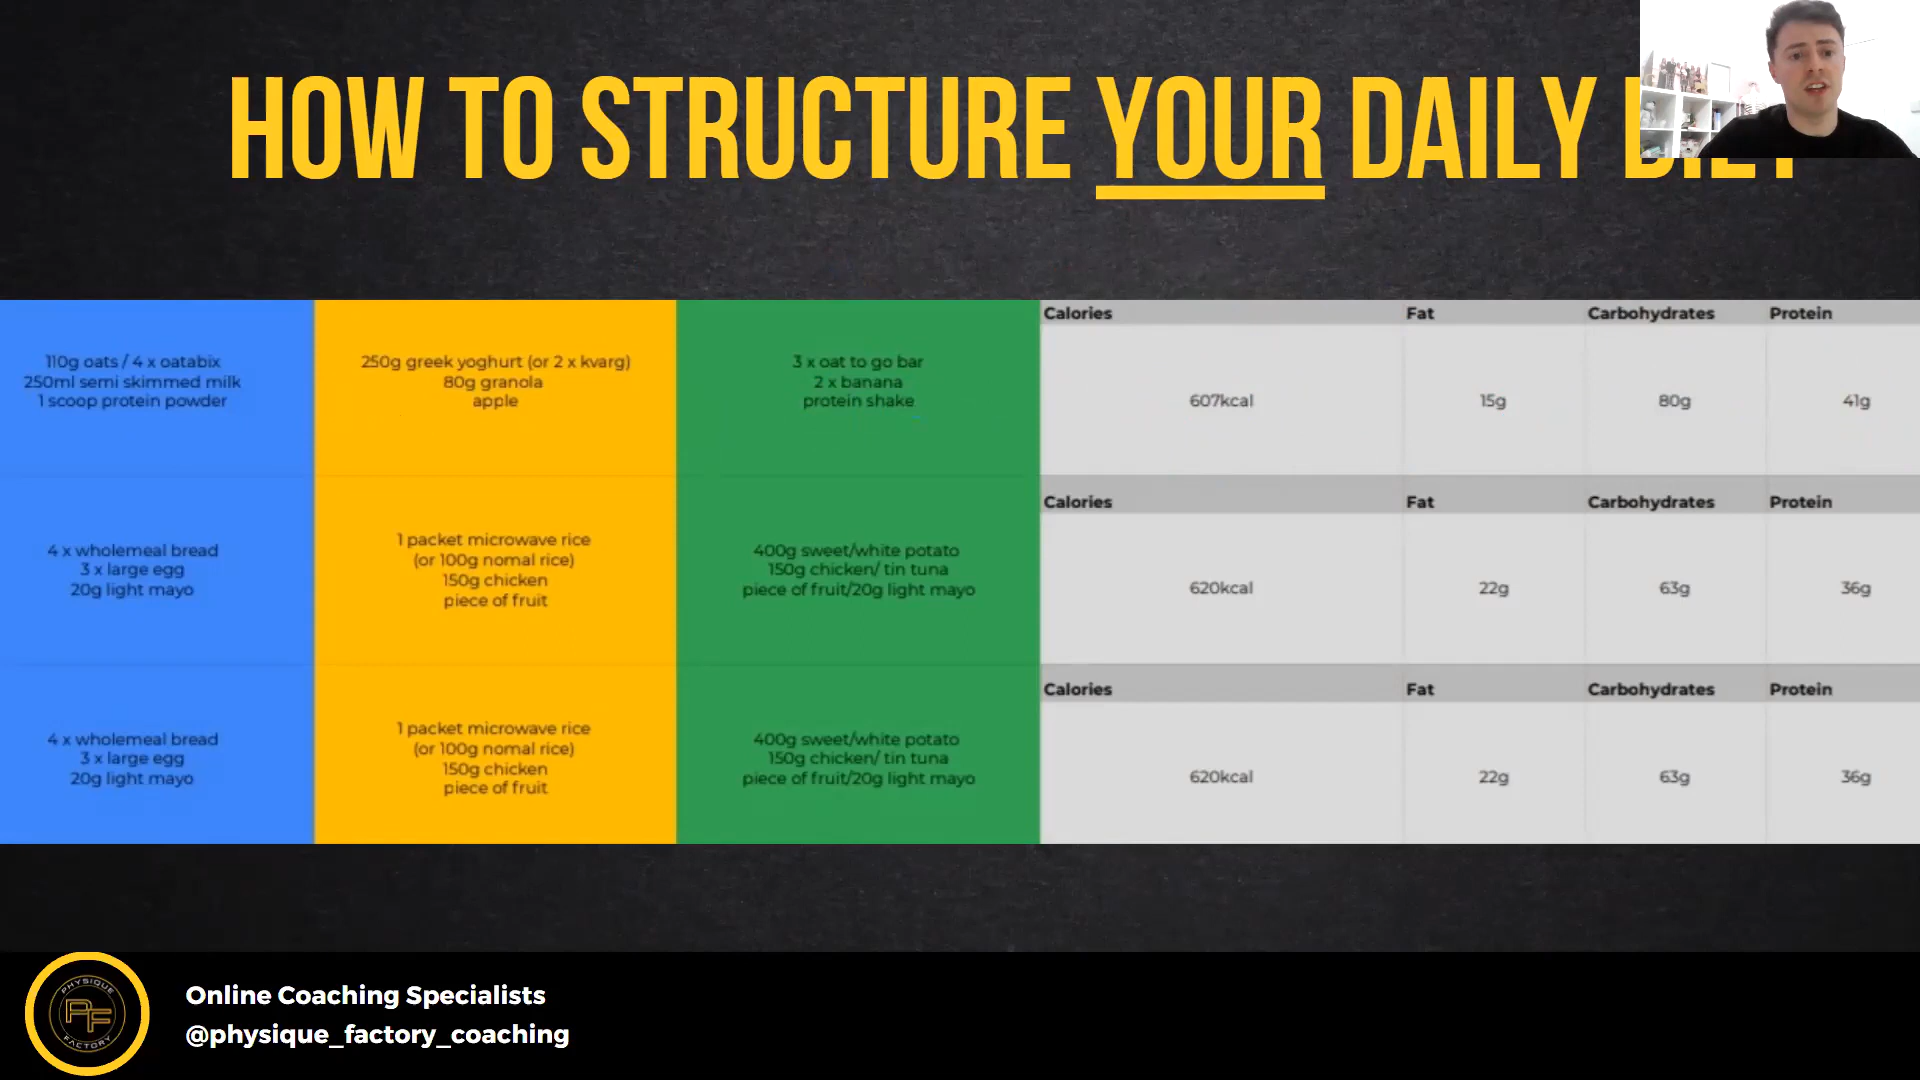 HOW TO STRUCTURE YOUR DAILY DIET
110g oats / 4 x oatabix
250ml semi skimmed milk
1 scoop protein powder
250g greek yoghurt (or 2 x kvarg)
80g granola
apple
3 x oat to go bar
2 x banana
protein shake
Calories Fat Carbohydrates Protein
607kcal 15g 80g 41g
4 x wholemeal bread
3 x large egg
20g light mayo
1 packet microwave rice
(or 100g nomal rice)
150g chicken
piece of fruit
400g sweet/white potato
150g chicken/ tin tuna
piece of fruit/20g light mayo
Calories Fat Carbohydrates Protein
620kcal 22g 63g 36g
4 x wholemeal bread
3 x large egg
20g light mayo
1 packet microwave rice
(or 100g nomal rice)
150g chicken
piece of fruit
400g sweet/white potato
150g chicken/ tin tuna
piece of fruit/20g light mayo
Calories Fat Carbohydrates Protein
620kcal 22g 63g 36g
PHYSIQUE
PF
FACTORY
Online Coaching Specialists
@physique_factory_coaching